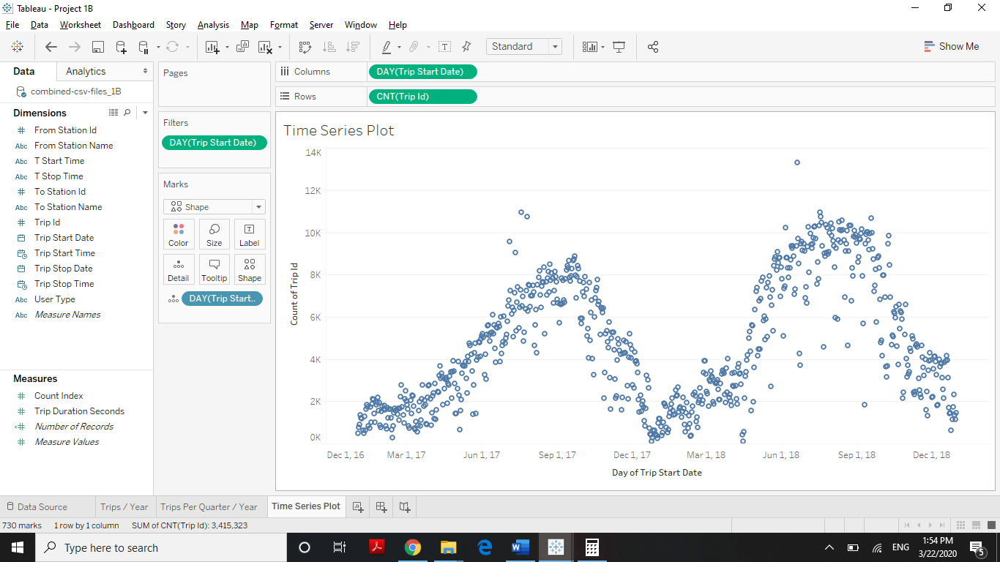 Tableau - Project 1B
File Data Worksheet Dashboard Story Analysis Map Format Server Window Help
Standard
Show Me
Data Analytics
combined-csv-files_1B
Dimensions
From Station Id
Abc From Station Name
Abc T Start Time
Abc T Stop Time
To Station Id
Abc To Station Name
Trip Id
Trip Start Date
Trip Start Time
Trip Stop Date
Trip Stop Time
Abc User Type
Abc Measure Names
Measures
Count Index
Trip Duration Seconds
Number of Records
Measure Values
Pages
Filters
DAY(Trip Start Date)
Marks
Shape
Color Size Label
Detail Tooltip Shape
DAY(Trip Start..
Columns DAY(Trip Start Date)
Rows CNT(Trip Id)
Time Series Plot
14K
12K
10K
8K
6K
4K
2K
0K
Count of Trip Id
Dec 1, 16 Mar 1, 17 Jun 1, 17 Sep 1, 17 Dec 1, 17 Mar 1, 18 Jun 1, 18 Sep 1, 18 Dec 1, 18
Day of Trip Start Date
Data Source Trips / Year Trips Per Quarter / Year Time Series Plot
730 marks 1 row by 1 column SUM of CNT(Trip Id): 3,415,323
Type here to search
ENG
1:54 PM
3/22/2020
5